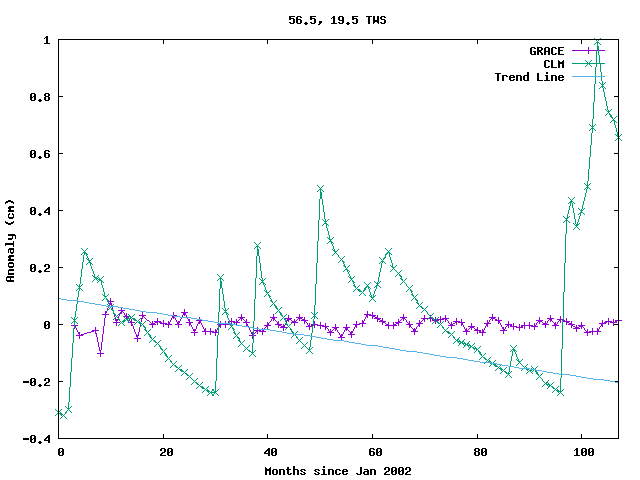 56.5, 19.5 TWS
GRACE
CLM
Trend Line
1
0.8
0.6
0.4
0.2
0
-0.2
-0.4
Anomaly (cm)
0 20 40 60 80 100
Months since Jan 2002